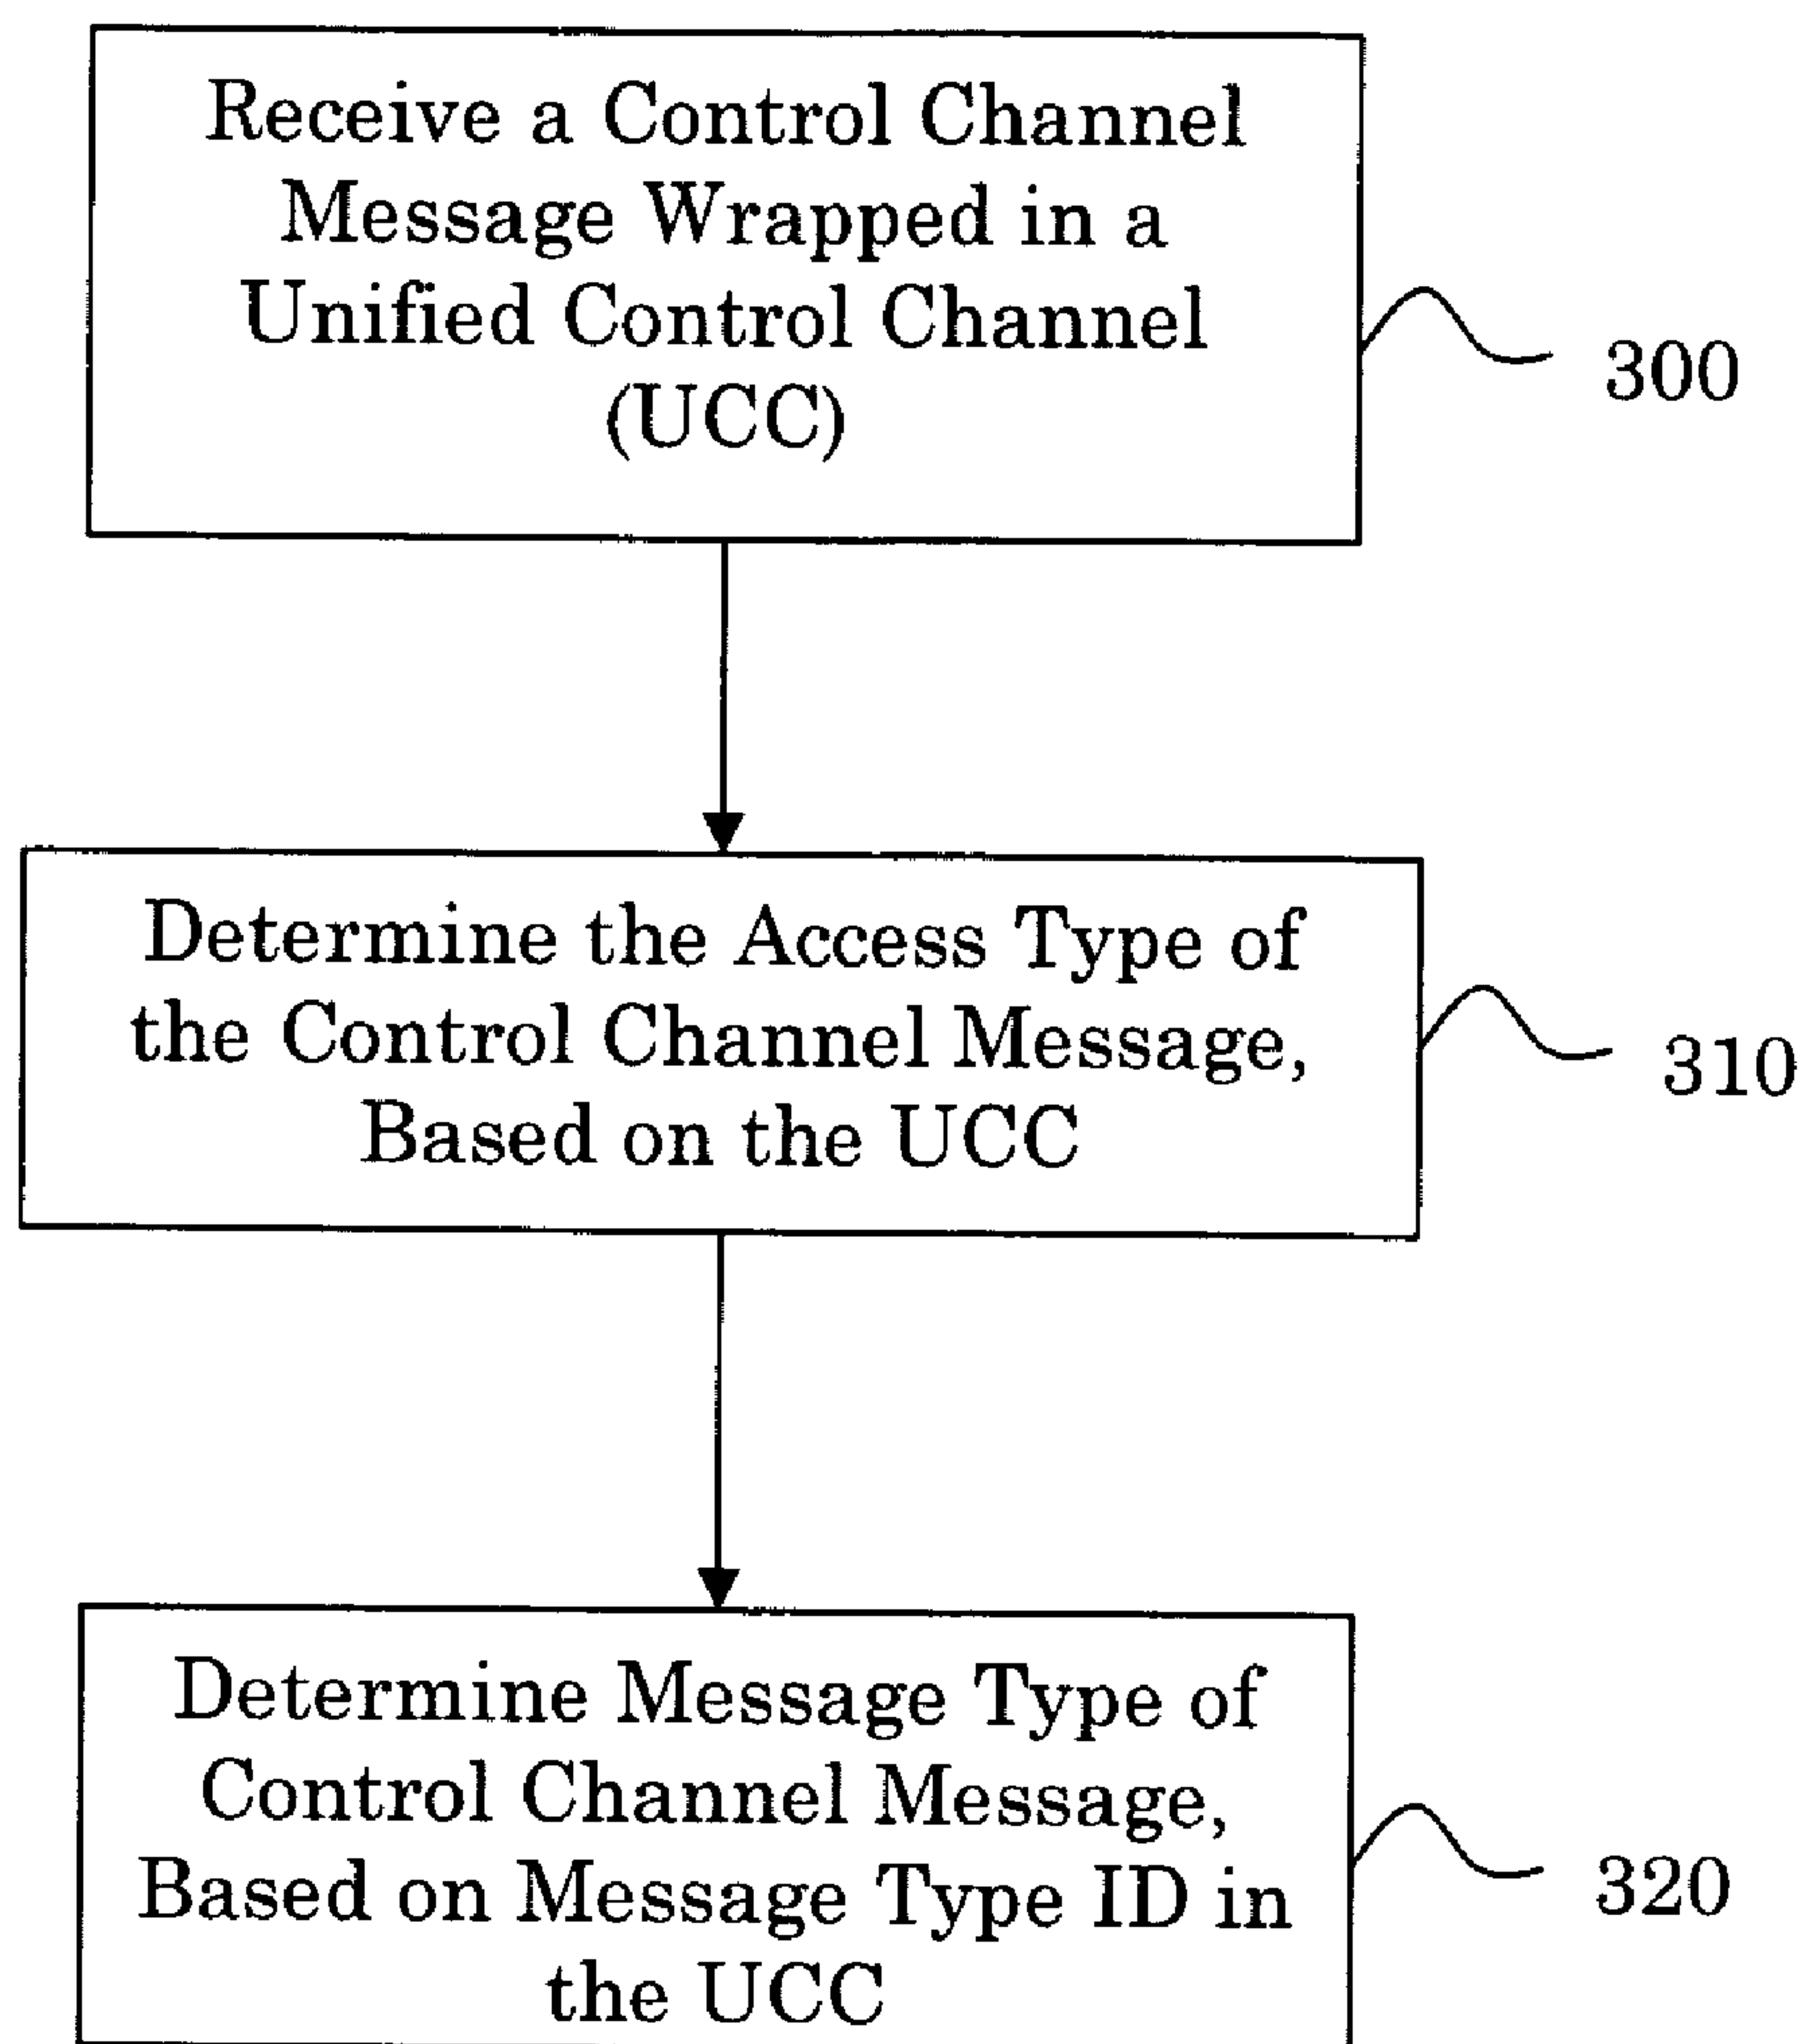 Receive a Control Channel
Message Wrapped in a
Unified Control Channel
(UCC)
300
Determine the Access Type of
the Control Channel Message,
Based on the UCC
310
Determine Message Type of
Control Channel Message,
Based on Message Type ID in
the UCC
320